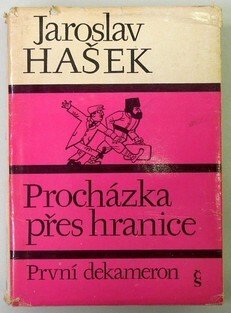 Jaroslav
HAŠEK
Procházka
přes hranice
První dekameron
čs